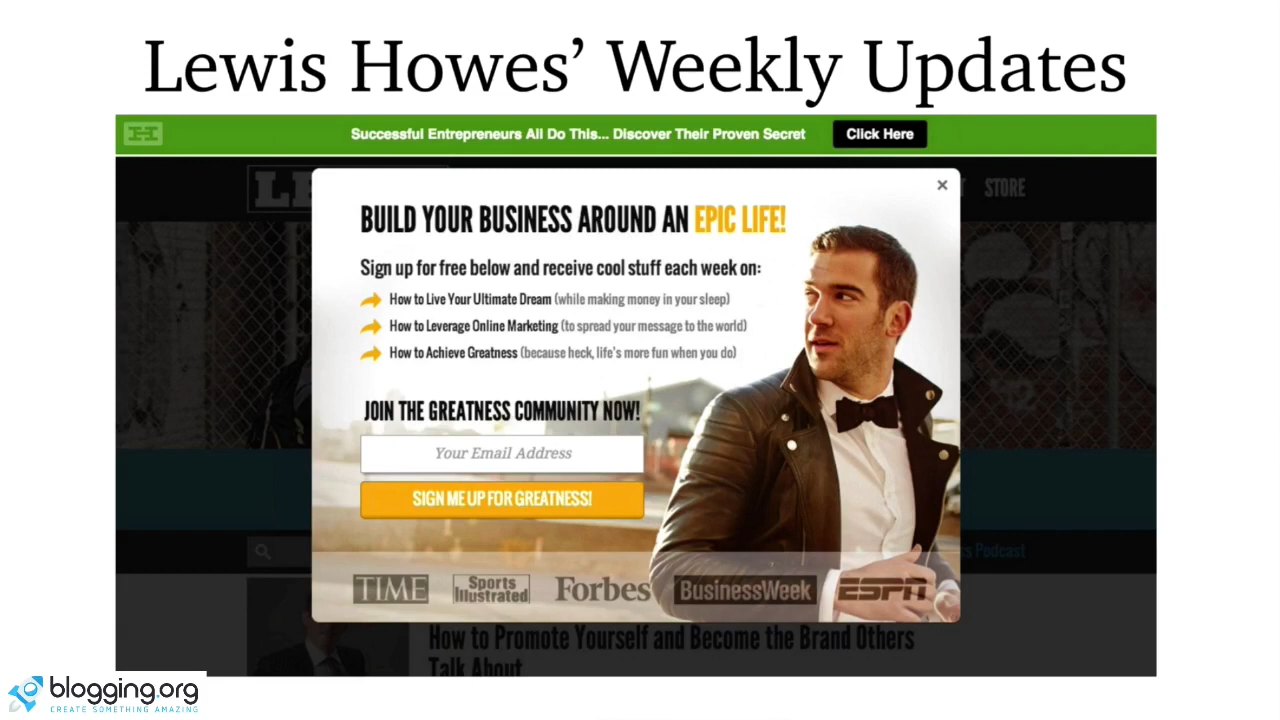 Lewis Howes’ Weekly Updates
Successful Entrepreneurs All Do This... Discover Their Proven Secret
Click Here
STORE
×
BUILD YOUR BUSINESS AROUND AN EPIC LIFE!
Sign up for free below and receive cool stuff each week on:
How to Live Your Ultimate Dream (while making money in your sleep)
How to Leverage Online Marketing (to spread your message to the world)
How to Achieve Greatness (because heck, life's more fun when you do)
JOIN THE GREATNESS COMMUNITY NOW!
Your Email Address
SIGN ME UP FOR GREATNESS!
Podcast
TIME
Sports
Illustrated
Forbes
BusinessWeek
ESPN
How to Promote Yourself and Become the Brand Others
Talk About
blogging.org
CREATE SOMETHING AMAZING